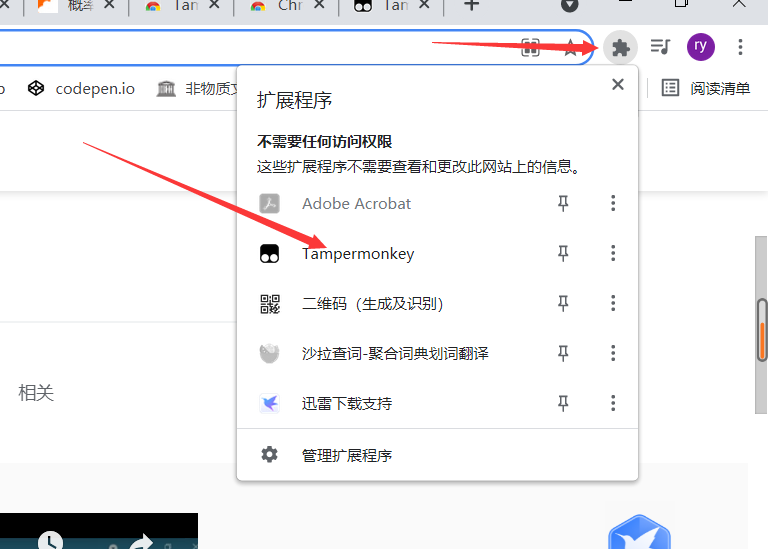 概率
Tan
Chr
Tan
ry
codepen.io
非物质文
阅读清单
扩展程序
不需要任何访问权限
这些扩展程序不需要查看和更改此网站上的信息。
Adobe Acrobat
Tampermonkey
二维码（生成及识别）
沙拉查词-聚合词典划词翻译
迅雷下载支持
管理扩展程序
相关